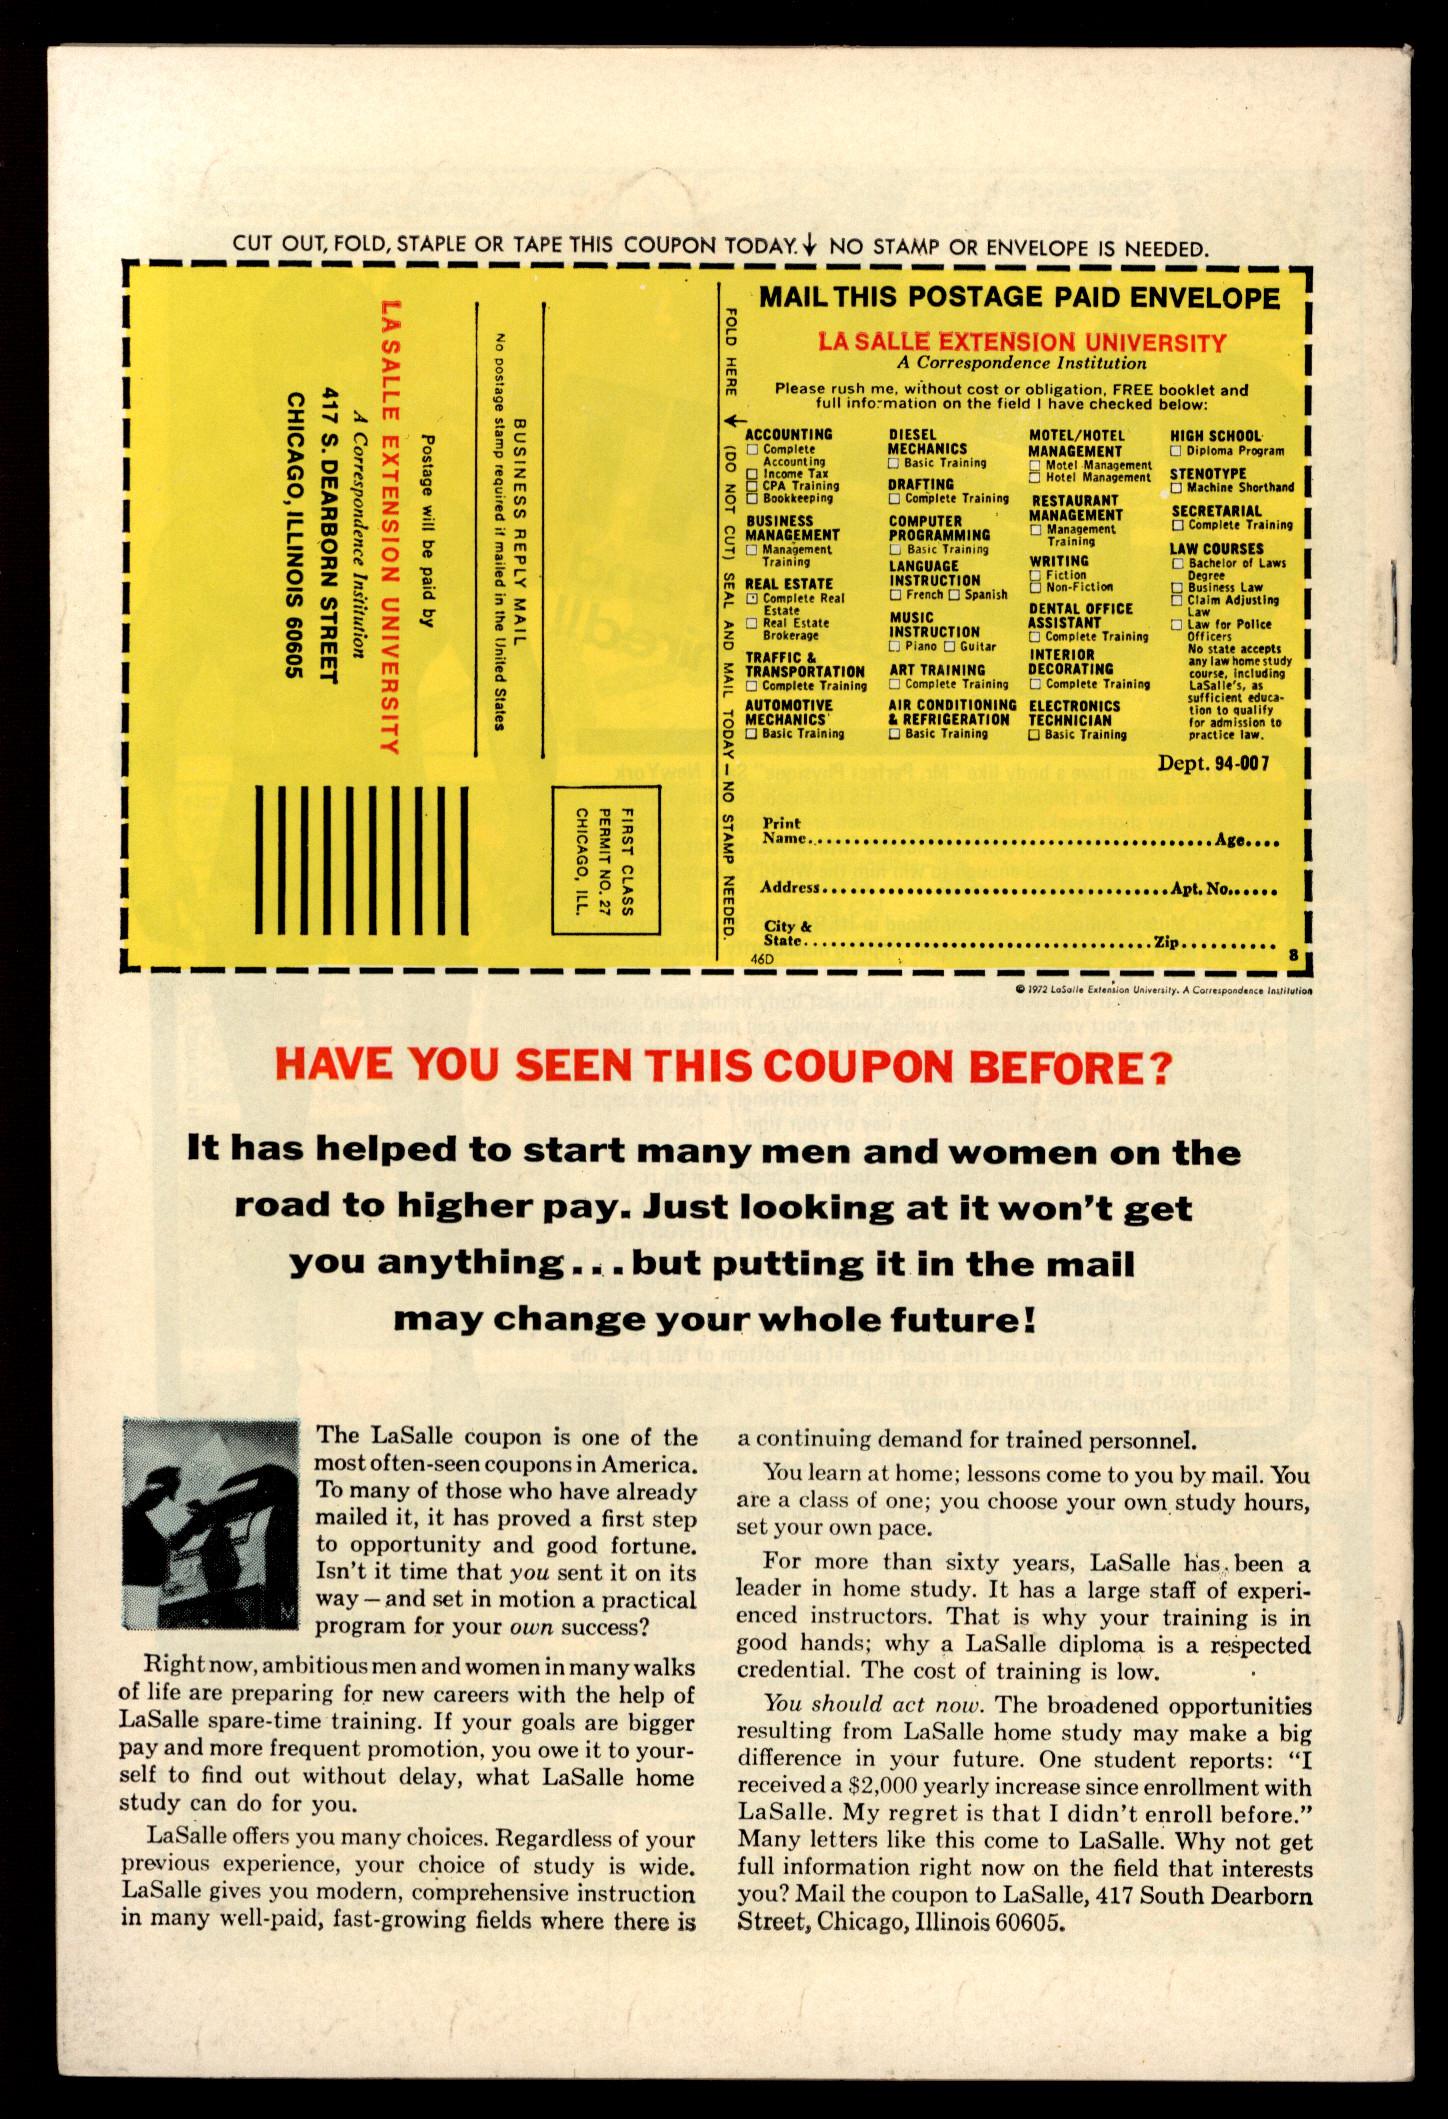 CUT OUT, FOLD, STAPLE OR TAPE THIS COUPON TODAY. ↓ NO STAMP OR ENVELOPE IS NEEDED.
LA SALLE EXTENSION UNIVERSITY
A Correspondence Institution
417 S. DEARBORN STREET
CHICAGO, ILLINOIS 60605
Postage will be paid by
No postage stamp required if mailed in the United States
BUSINESS REPLY MAIL
FIRST CLASS
PERMIT NO. 27
CHICAGO, ILL.
FOLD HERE → (DO NOT CUT) SEAL AND MAIL TODAY — NO STAMP NEEDED.
MAIL THIS POSTAGE PAID ENVELOPE
LA SALLE EXTENSION UNIVERSITY
A Correspondence Institution
Please rush me, without cost or obligation, FREE booklet and
full information on the field I have checked below:
ACCOUNTING
☐ Complete
Accounting
☐ Income Tax
☐ CPA Training
☐ Bookkeeping
BUSINESS
MANAGEMENT
☐ Management
Training
REAL ESTATE
☐ Complete Real
Estate
☐ Real Estate
Brokerage
TRAFFIC &
TRANSPORTATION
☐ Complete Training
AUTOMOTIVE
MECHANICS
☐ Basic Training
DIESEL
MECHANICS
☐ Basic Training
DRAFTING
☐ Complete Training
COMPUTER
PROGRAMMING
☐ Basic Training
LANGUAGE
INSTRUCTION
☐ French ☐ Spanish
MUSIC
INSTRUCTION
☐ Piano ☐ Guitar
ART TRAINING
☐ Complete Training
AIR CONDITIONING
& REFRIGERATION
☐ Basic Training
MOTEL/HOTEL
MANAGEMENT
☐ Motel Management
☐ Hotel Management
RESTAURANT
MANAGEMENT
☐ Management
Training
WRITING
☐ Fiction
☐ Non-Fiction
DENTAL OFFICE
ASSISTANT
☐ Complete Training
INTERIOR
DECORATING
☐ Complete Training
ELECTRONICS
TECHNICIAN
☐ Basic Training
HIGH SCHOOL
☐ Diploma Program
STENOTYPE
☐ Machine Shorthand
SECRETARIAL
☐ Complete Training
LAW COURSES
☐ Bachelor of Laws
Degree
☐ Business Law
☐ Claim Adjusting
Law
☐ Law for Police
Officers
No state accepts
any law home study
course, including
LaSalle's, as
sufficient educa-
tion to qualify
for admission to
practice law.
Dept. 94-007
Print
Name........................................Age....
Address........................................Apt. No......
City &
State........................................Zip..........
46D 8
© 1972 LaSalle Extension University. A Correspondence Institution
HAVE YOU SEEN THIS COUPON BEFORE?
It has helped to start many men and women on the
road to higher pay. Just looking at it won't get
you anything...but putting it in the mail
may change your whole future!
The LaSalle coupon is one of the
most often-seen coupons in America.
To many of those who have already
mailed it, it has proved a first step
to opportunity and good fortune.
Isn't it time that you sent it on its
way—and set in motion a practical
program for your own success?
Right now, ambitious men and women in many walks
of life are preparing for new careers with the help of
LaSalle spare-time training. If your goals are bigger
pay and more frequent promotion, you owe it to your-
self to find out without delay, what LaSalle home
study can do for you.
LaSalle offers you many choices. Regardless of your
previous experience, your choice of study is wide.
LaSalle gives you modern, comprehensive instruction
in many well-paid, fast-growing fields where there is
a continuing demand for trained personnel.
You learn at home; lessons come to you by mail. You
are a class of one; you choose your own study hours,
set your own pace.
For more than sixty years, LaSalle has been a
leader in home study. It has a large staff of experi-
enced instructors. That is why your training is in
good hands; why a LaSalle diploma is a respected
credential. The cost of training is low.
You should act now. The broadened opportunities
resulting from LaSalle home study may make a big
difference in your future. One student reports: "I
received a $2,000 yearly increase since enrollment with
LaSalle. My regret is that I didn't enroll before."
Many letters like this come to LaSalle. Why not get
full information right now on the field that interests
you? Mail the coupon to LaSalle, 417 South Dearborn
Street, Chicago, Illinois 60605.